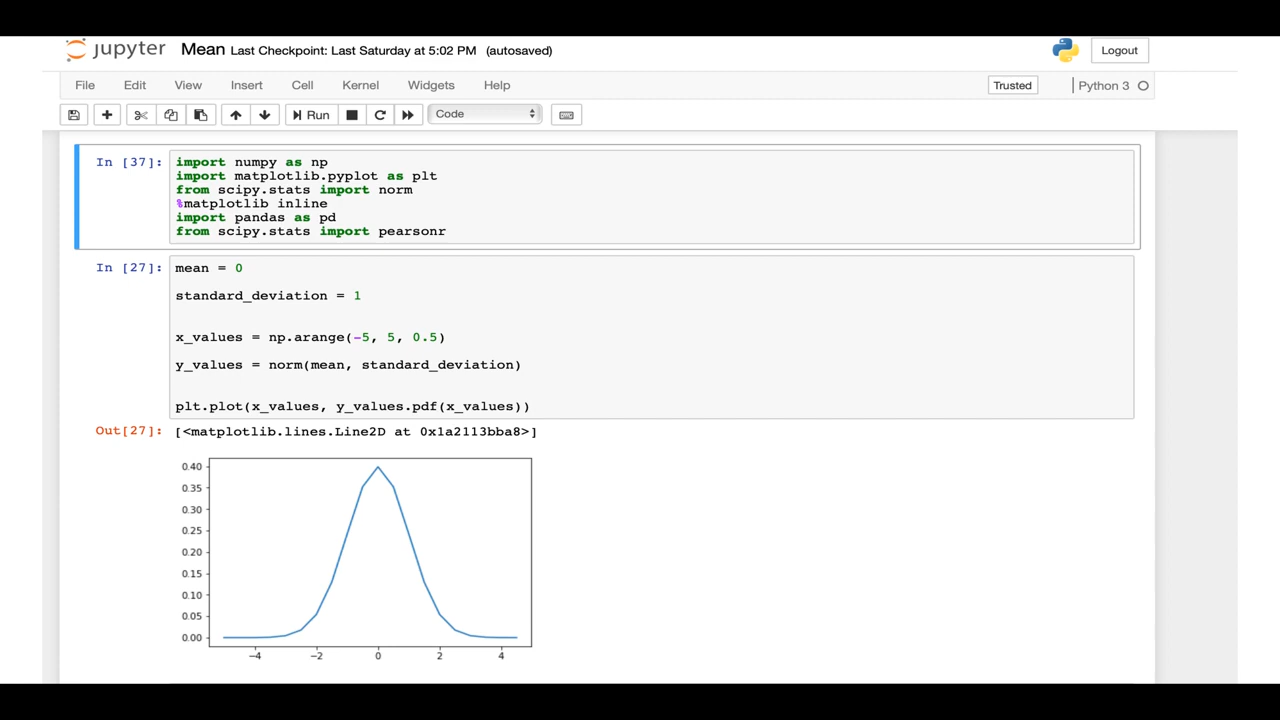 jupyter Mean Last Checkpoint: Last Saturday at 5:02 PM (autosaved) Logout
File Edit View Insert Cell Kernel Widgets Help Trusted Python 3
Run Code
In [37]: import numpy as np
import matplotlib.pyplot as plt
from scipy.stats import norm
%matplotlib inline
import pandas as pd
from scipy.stats import pearsonr
In [27]: mean = 0
standard_deviation = 1
x_values = np.arange(-5, 5, 0.5)
y_values = norm(mean, standard_deviation)
plt.plot(x_values, y_values.pdf(x_values))
Out[27]: [<matplotlib.lines.Line2D at 0x1a2113bba8>]
0.40
0.35
0.30
0.25
0.20
0.15
0.10
0.05
0.00
−4 −2 0 2 4